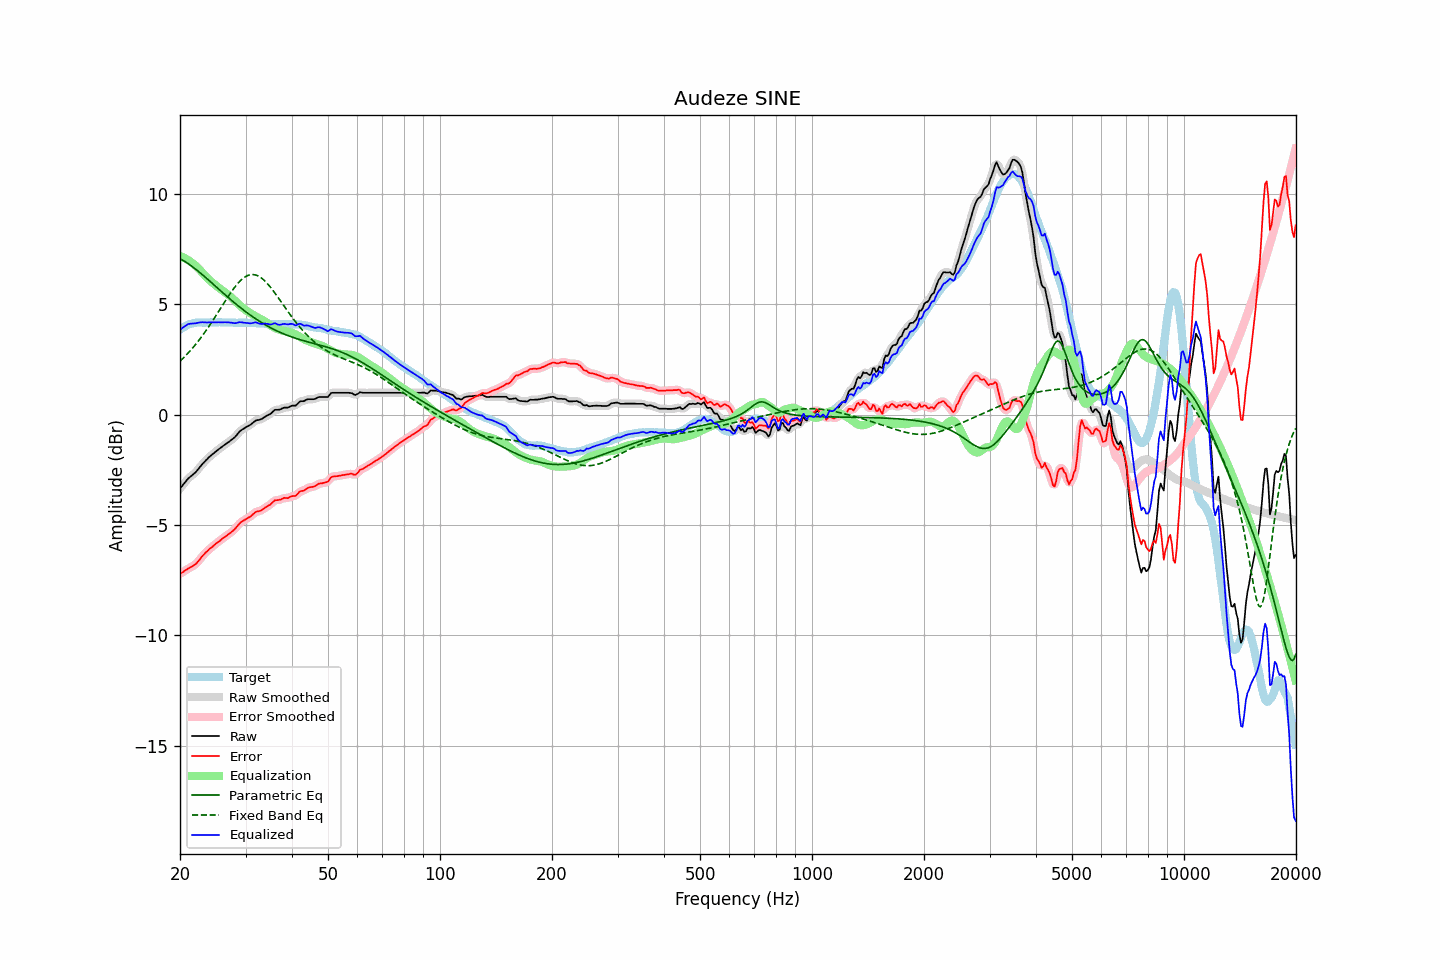 Audeze SINE
Amplitude (dBr)
10
5
0
−5
−10
−15
Target
Raw Smoothed
Error Smoothed
Raw
Error
Equalization
Parametric Eq
Fixed Band Eq
Equalized
20 50 100 200 500 1000 2000 5000 10000 20000
Frequency (Hz)